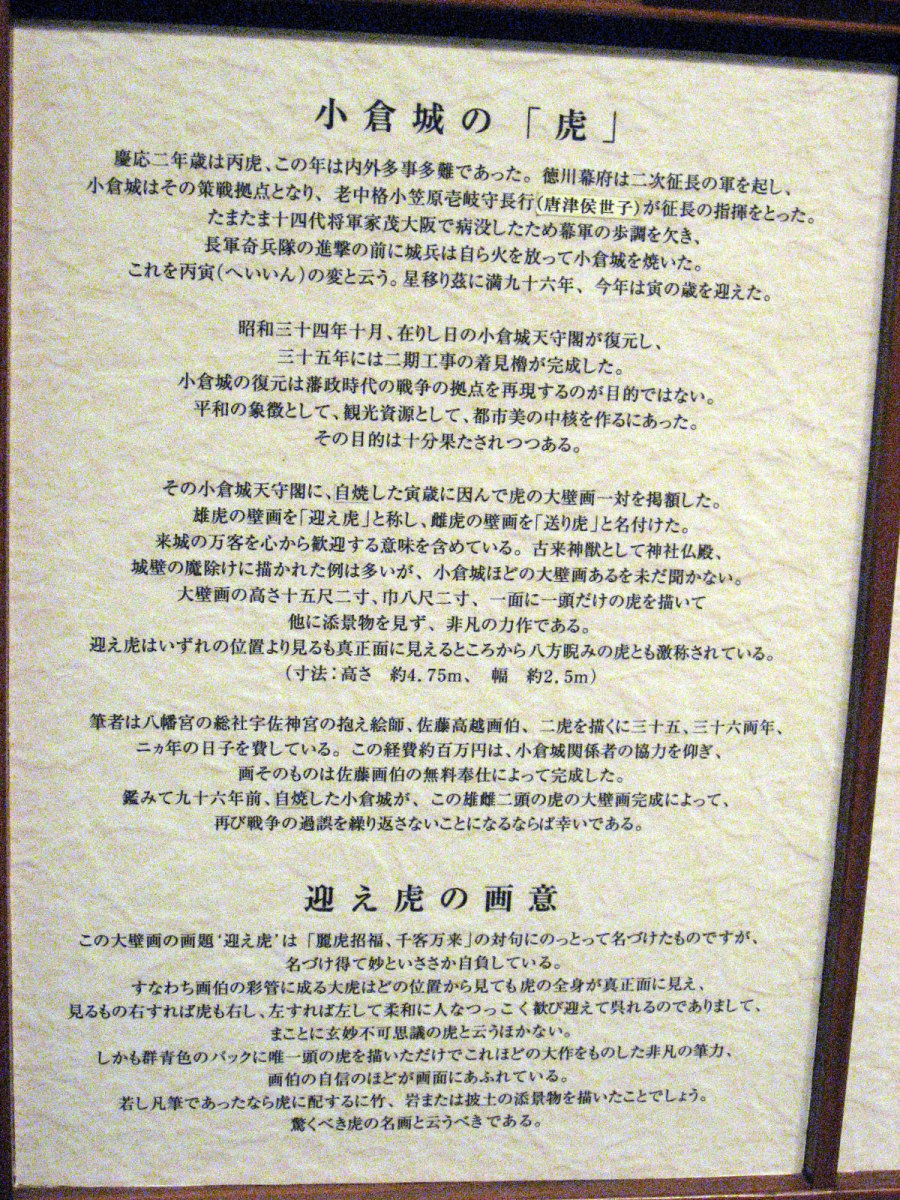 小倉城の「虎」
慶応二年歳は丙虎、この年は内外多事多難であった。徳川幕府は二次征長の軍を起し、
小倉城はその策戦拠点となり、老中格小笠原壱岐守長行(唐津侯世子)が征長の指揮をとった。
たまたま十四代将軍家茂大阪で病没したため幕軍の歩調を欠き、
長軍奇兵隊の進撃の前に城兵は自ら火を放って小倉城を焼いた。
これを丙寅(へいいん)の変と云う。星移り茲に満九十六年、今年は寅の歳を迎えた。
昭和三十四年十月、在りし日の小倉城天守閣が復元し、
三十五年には二期工事の着見櫓が完成した。
小倉城の復元は藩政時代の戦争の拠点を再現するのが目的ではない。
平和の象徴として、観光資源として、都市美の中核を作るにあった。
その目的は十分果たされつつある。
その小倉城天守閣に、自焼した寅歳に因んで虎の大壁画一対を掲額した。
雄虎の壁画を「迎え虎」と称し、雌虎の壁画を「送り虎」と名付けた。
来城の万客を心から歓迎する意味を含めている。古来神獣として神社仏殿、
城壁の魔除けに描かれた例は多いが、小倉城ほどの大壁画あるを未だ聞かない。
大壁画の高さ十五尺二寸、巾八尺二寸、一面に一頭だけの虎を描いて
他に添景物を見ず、非凡の力作である。
迎え虎はいずれの位置より見るも真正面に見えるところから八方睨みの虎とも激称されている。
(寸法:高さ 約4.75m、 幅 約2.5m)
筆者は八幡宮の総社宇佐神宮の抱え絵師、佐藤高越画伯、二虎を描くに三十五、三十六両年、
ニヵ年の日子を費している。この経費約百万円は、小倉城関係者の協力を仰ぎ、
画そのものは佐藤画伯の無料奉仕によって完成した。
鑑みて九十六年前、自焼した小倉城が、この雄雌二頭の虎の大壁画完成によって、
再び戦争の過誤を繰り返さないことになるならば幸いである。
迎え虎の画意
この大壁画の画題‘迎え虎’は「麗虎招福、千客万来」の対句にのっとって名づけたものですが、
名づけ得て妙といささか自負している。
すなわち画伯の彩管に成る大虎はどの位置から見ても虎の全身が真正面に見え、
見るもの右すれば虎も右し、左すれば左して柔和に人なつっこく歓び迎えて呉れるのでありまして、
まことに玄妙不可思議の虎と云うほかない。
しかも群青色のバックに唯一頭の虎を描いただけでこれほどの大作をものした非凡の筆力、
画伯の自信のほどが画面にあふれている。
若し凡筆であったなら虎に配するに竹、岩または披土の添景物を描いたことでしょう。
驚くべき虎の名画と云うべきである。